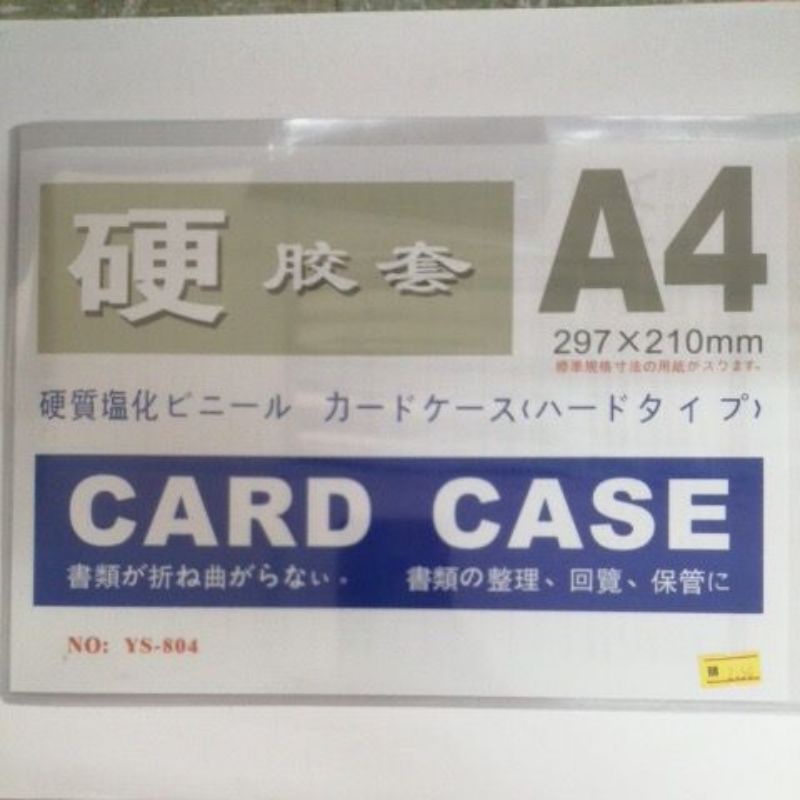 硬 胶套
A4
297×210mm
標準規格寸法の用紙がスります。
硬質塩化ビニール カードケース(ハードタイプ)
CARD CASE
書類が折ね曲がらない。 書類の整理、回覧、保管に
NO: YS-804